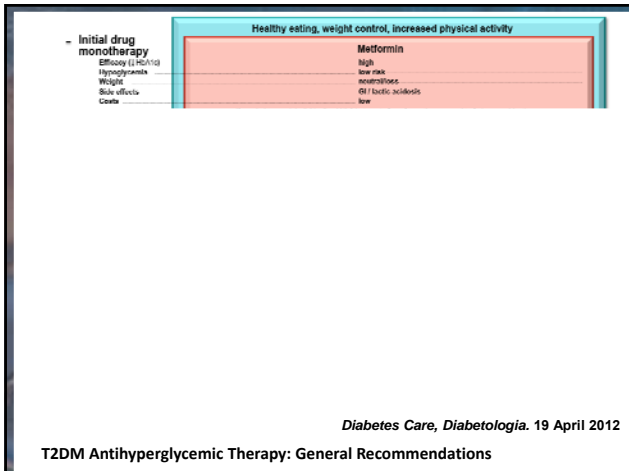 Healthy eating, weight control, increased physical activity
- Initial drug
monotherapy
Metformin
Efficacy (↓HbA1c) high
Hypoglycemia low risk
Weight neutral/loss
Side effects GI / lactic acidosis
Costs low
Diabetes Care, Diabetologia. 19 April 2012
T2DM Antihyperglycemic Therapy: General Recommendations